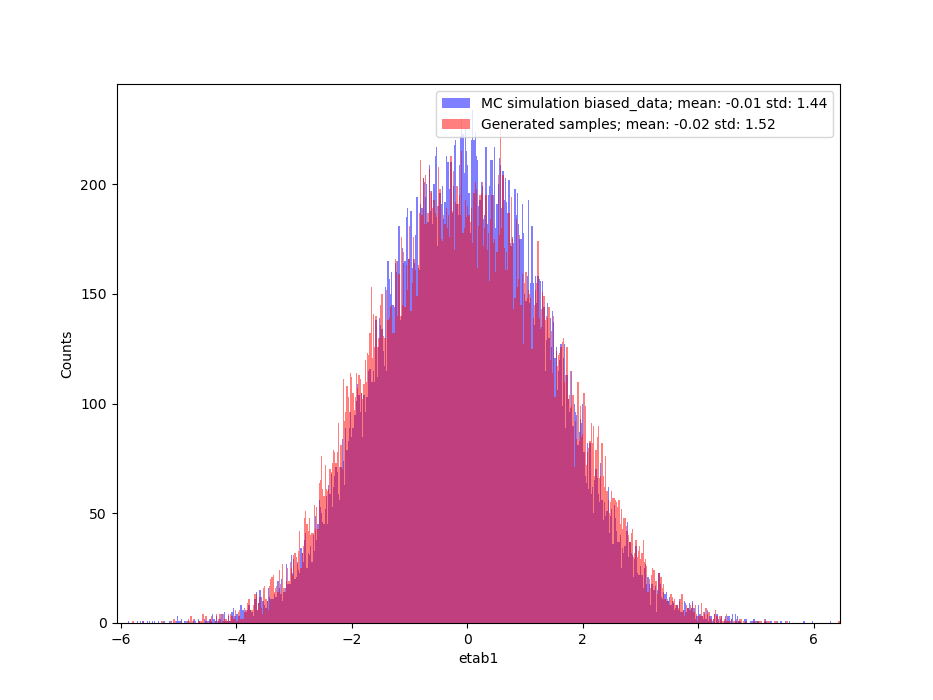 MC simulation biased_data; mean: -0.01 std: 1.44
Generated samples; mean: -0.02 std: 1.52
200
150
100
50
0
Counts
−6 −4 −2 0 2 4 6
etab1